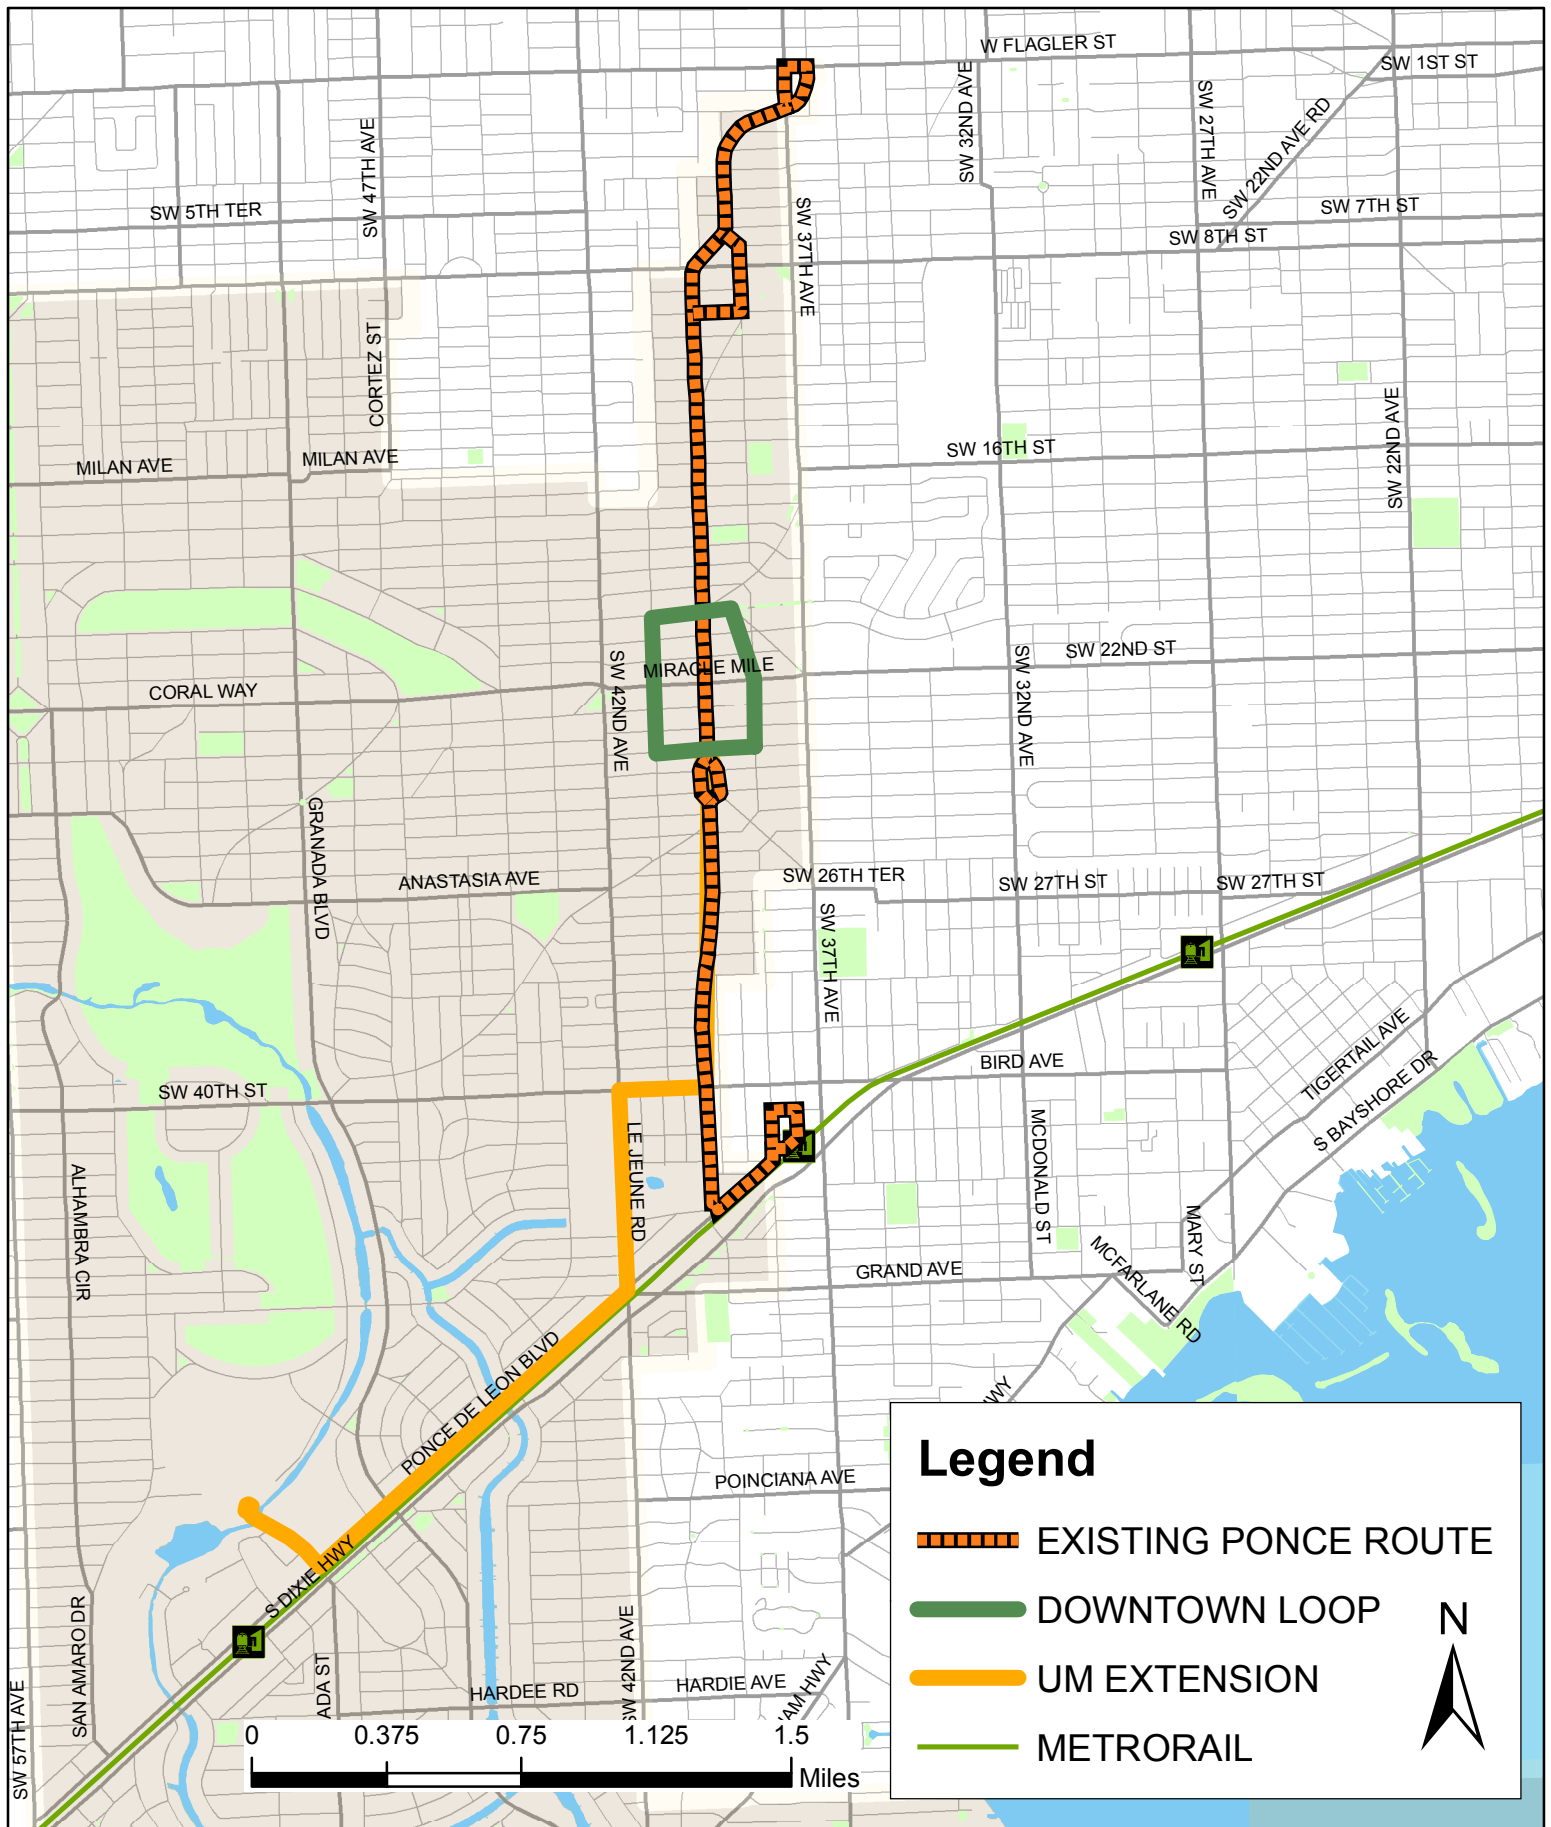 W FLAGLER ST
SW 1ST ST
SW 32ND AVE
SW 27TH AVE
SW 22ND AVE RD
SW 47TH AVE
SW 5TH TER
SW 37TH AVE
SW 7TH ST
SW 8TH ST
CORTEZ ST
SW 22ND AVE
MILAN AVE
MILAN AVE
SW 16TH ST
SW 42ND AVE
MIRACLE MILE
SW 32ND AVE
SW 22ND ST
CORAL WAY
GRANADA BLVD
ANASTASIA AVE
SW 26TH TER
SW 27TH ST
SW 27TH ST
SW 37TH AVE
BIRD AVE
TIGERTAIL AVE
S BAYSHORE DR
SW 40TH ST
LE JEUNE RD
MCDONALD ST
ALHAMBRA CIR
MARY ST
MCFARLANE RD
GRAND AVE
PONCE DE LEON BLVD
WY
POINCIANA AVE
S DIXIE HWY
SAN AMARO DR
ADA ST
SW 42ND AVE
HARDEE RD
HARDIE AVE
AM HWY
SW 57TH AVE
0 0.375 0.75 1.125 1.5
Miles
Legend
EXISTING PONCE ROUTE
DOWNTOWN LOOP
UM EXTENSION
METRORAIL
N